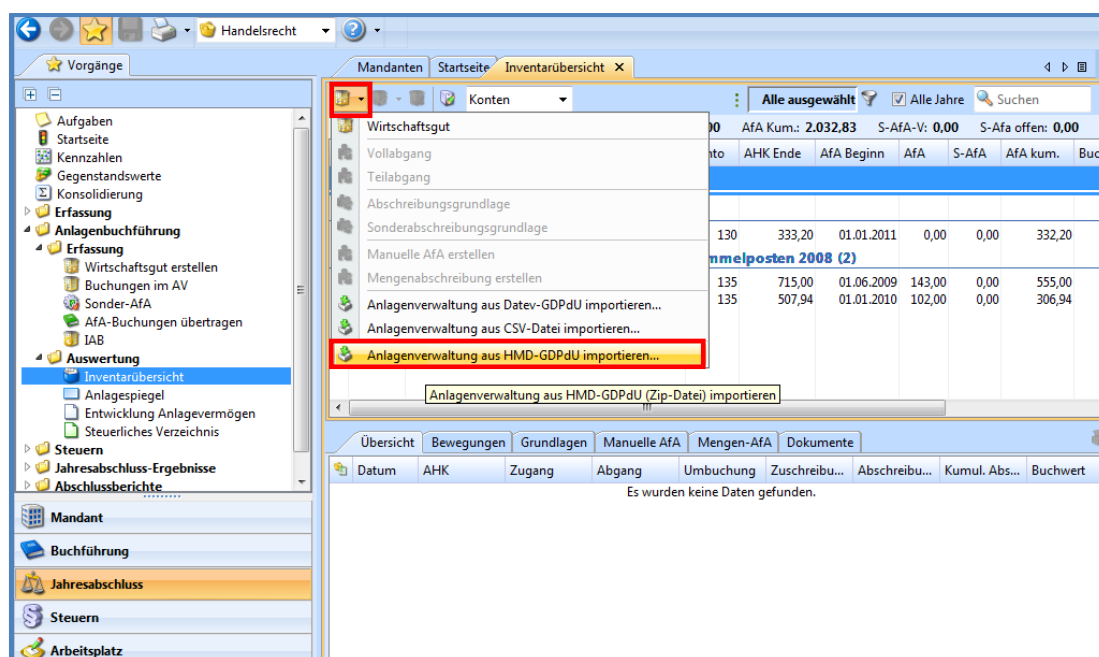 Handelsrecht
Vorgänge
Aufgaben
Startseite
Kennzahlen
Gegenstandswerte
Konsolidierung
Erfassung
Anlagenbuchführung
Erfassung
Wirtschaftsgut erstellen
Buchungen im AV
Sonder-AfA
AfA-Buchungen übertragen
IAB
Auswertung
Inventarübersicht
Anlagespiegel
Entwicklung Anlagevermögen
Steuerliches Verzeichnis
Steuern
Jahresabschluss-Ergebnisse
Abschlussberichte
Mandant
Buchführung
Jahresabschluss
Steuern
Arbeitsplatz
Mandanten Startseite Inventarübersicht
Konten Alle ausgewählt Alle Jahre Suchen
00 AfA Kum.: 2.032,83 S-AfA-V: 0,00 S-Afa offen: 0,00
nto AHK Ende AfA Beginn AfA S-AfA AfA kum. Buc
130 333,20 01.01.2011 0,00 0,00 332,20
mmelposten 2008 (2)
135 715,00 01.06.2009 143,00 0,00 555,00
135 507,94 01.01.2010 102,00 0,00 306,94
Wirtschaftsgut
Vollabgang
Teilabgang
Abschreibungsgrundlage
Sonderabschreibungsgrundlage
Manuelle AfA erstellen
Mengenabschreibung erstellen
Anlagenverwaltung aus Datev-GDPdU importieren...
Anlagenverwaltung aus CSV-Datei importieren...
Anlagenverwaltung aus HMD-GDPdU importieren...
Anlagenverwaltung aus HMD-GDPdU (Zip-Datei) importieren
Übersicht Bewegungen Grundlagen Manuelle AfA Mengen-AfA Dokumente
Datum AHK Zugang Abgang Umbuchung Zuschreibu... Abschreibu... Kumul. Abs... Buchwert
Es wurden keine Daten gefunden.